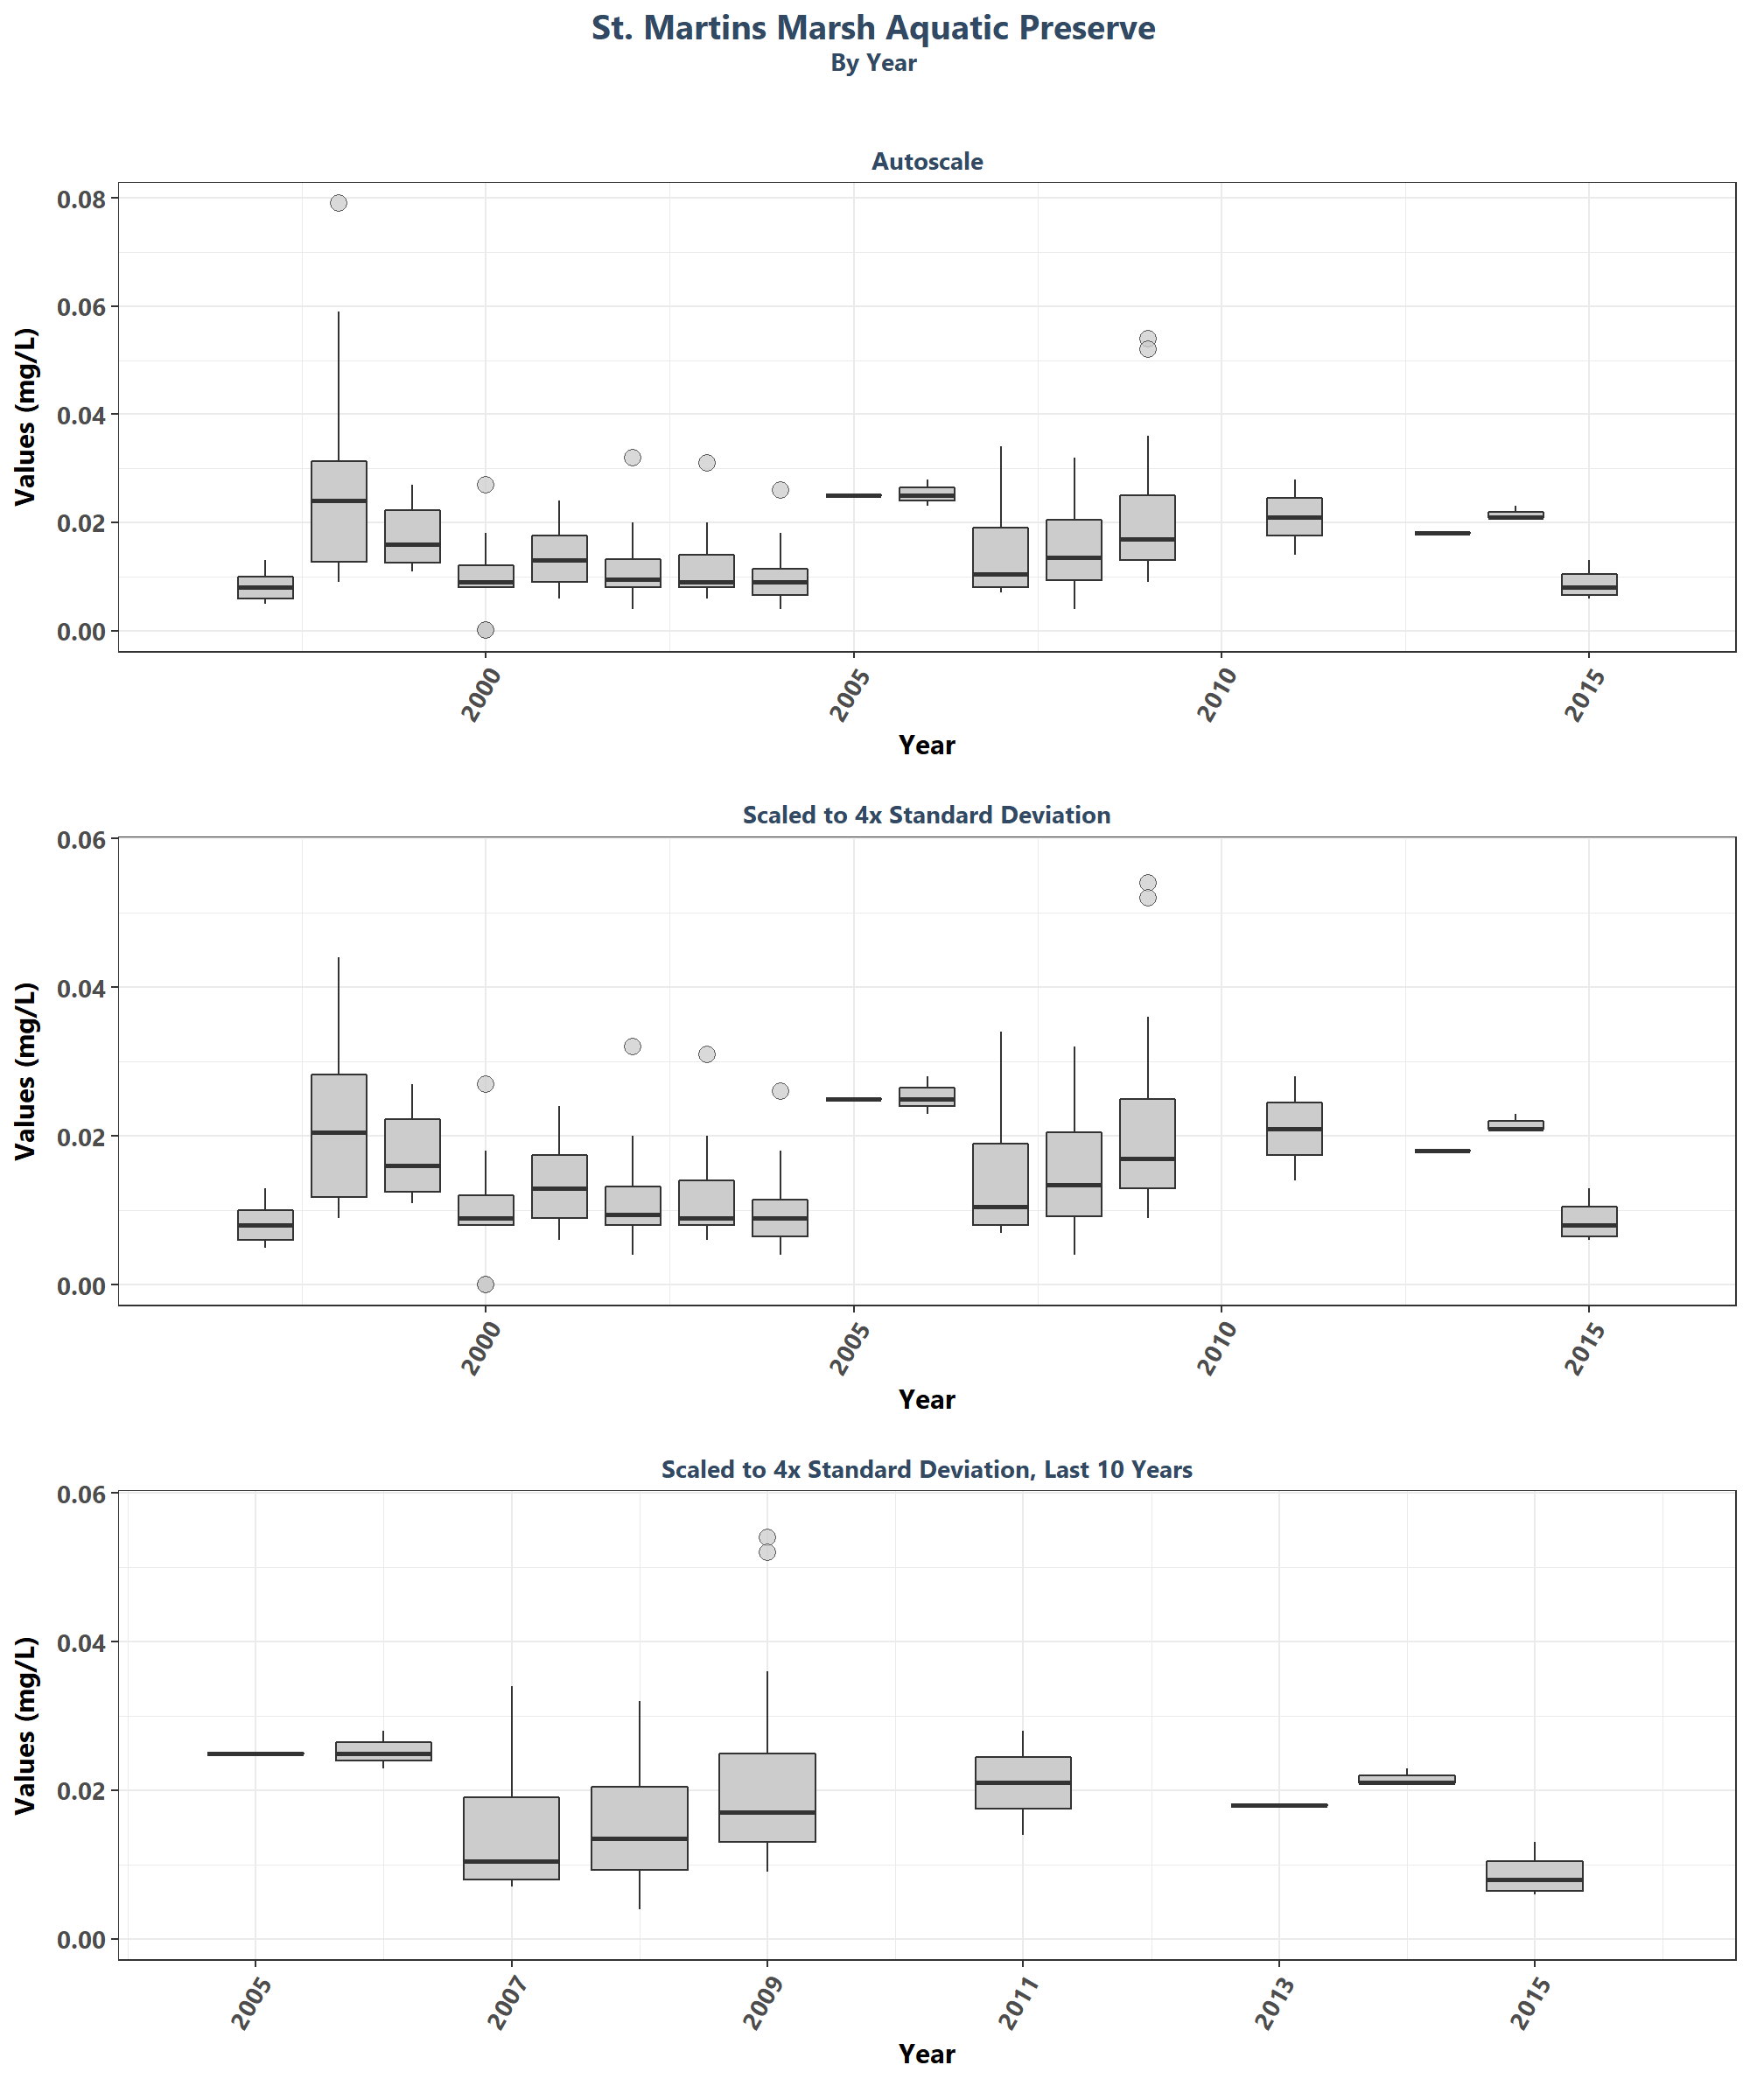 St. Martins Marsh Aquatic Preserve
By Year
Autoscale
Values (mg/L)
0.08
0.06
0.04
0.02
0.00
2000 2005 2010 2015
Year
Scaled to 4x Standard Deviation
Values (mg/L)
0.06
0.04
0.02
0.00
2000 2005 2010 2015
Year
Scaled to 4x Standard Deviation, Last 10 Years
Values (mg/L)
0.06
0.04
0.02
0.00
2005 2007 2009 2011 2013 2015
Year